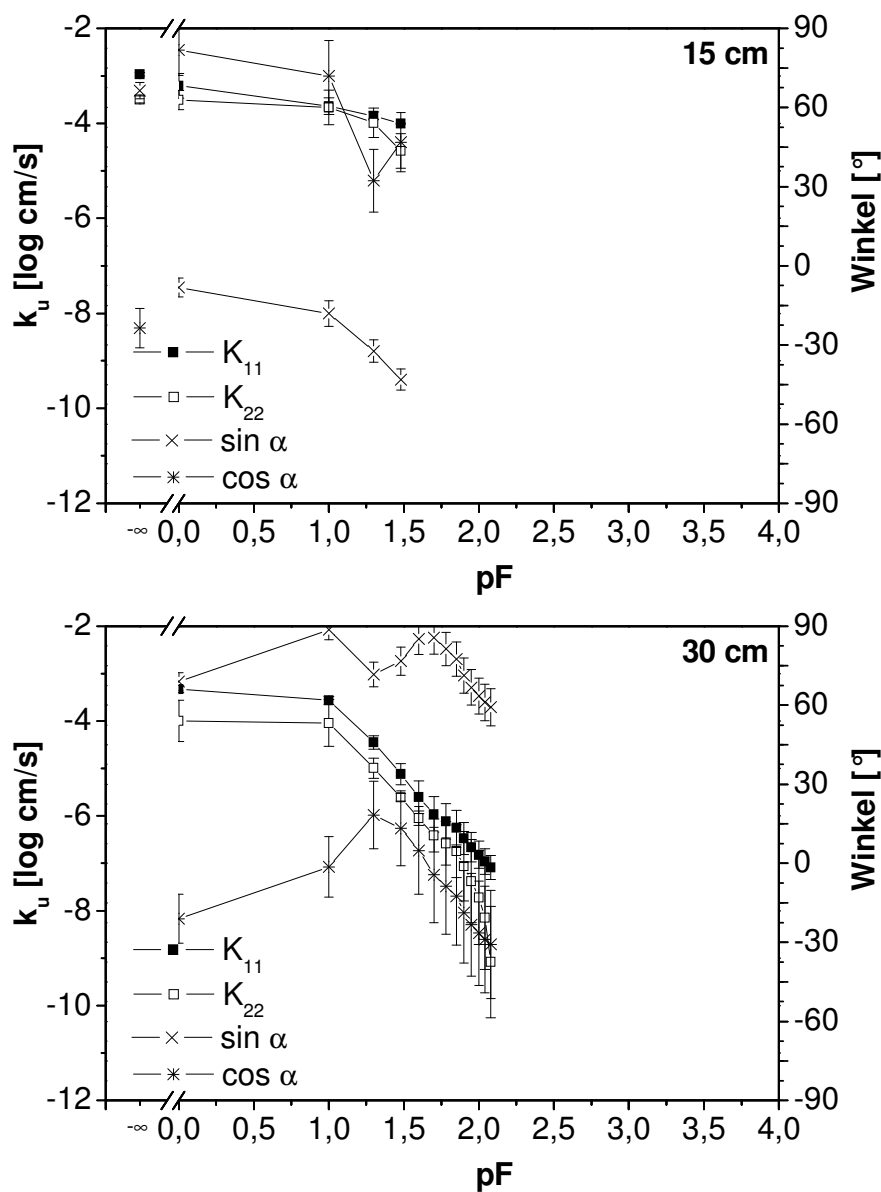 15 cm
k_u [log cm/s]
-2
-4
-6
-8
-10
-12
K_11
K_22
sin α
cos α
90
60
30
0
-30
-60
-90
Winkel [°]
-∞ 0,0 0,5 1,0 1,5 2,0 2,5 3,0 3,5 4,0
pF
30 cm
k_u [log cm/s]
-2
-4
-6
-8
-10
-12
K_11
K_22
sin α
cos α
90
60
30
0
-30
-60
-90
Winkel [°]
-∞ 0,0 0,5 1,0 1,5 2,0 2,5 3,0 3,5 4,0
pF